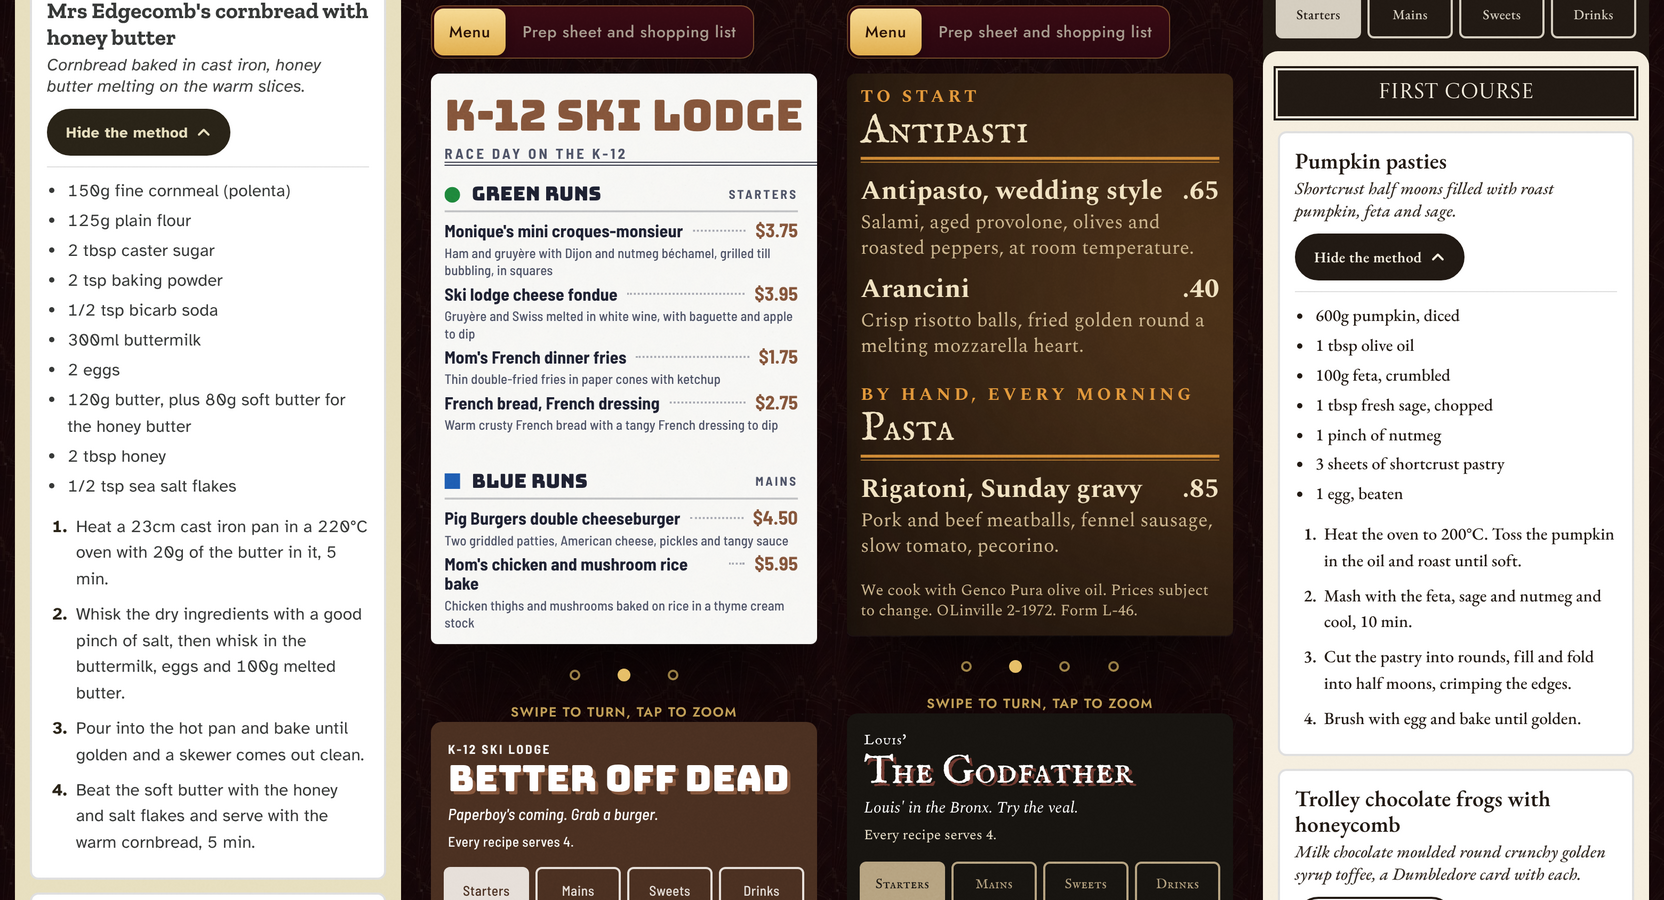 Mrs Edgecomb's cornbread with
honey butter
Cornbread baked in cast iron, honey
butter melting on the warm slices.
Hide the method
• 150g fine cornmeal (polenta)
• 125g plain flour
• 2 tbsp caster sugar
• 2 tsp baking powder
• 1/2 tsp bicarb soda
• 300ml buttermilk
• 2 eggs
• 120g butter, plus 80g soft butter for
the honey butter
• 2 tbsp honey
• 1/2 tsp sea salt flakes
1. Heat a 23cm cast iron pan in a 220°C
oven with 20g of the butter in it, 5
min.
2. Whisk the dry ingredients with a good
pinch of salt, then whisk in the
buttermilk, eggs and 100g melted
butter.
3. Pour into the hot pan and bake until
golden and a skewer comes out clean.
4. Beat the soft butter with the honey
and salt flakes and serve with the
warm cornbread, 5 min.
Menu Prep sheet and shopping list
K-12 SKI LODGE
RACE DAY ON THE K-12
GREEN RUNS STARTERS
Monique's mini croques-monsieur $3.75
Ham and gruyère with Dijon and nutmeg béchamel, grilled till
bubbling, in squares
Ski lodge cheese fondue $3.95
Gruyère and Swiss melted in white wine, with baguette and apple
to dip
Mom's French dinner fries $1.75
Thin double-fried fries in paper cones with ketchup
French bread, French dressing $2.75
Warm crusty French bread with a tangy French dressing to dip
BLUE RUNS MAINS
Pig Burgers double cheeseburger $4.50
Two griddled patties, American cheese, pickles and tangy sauce
Mom's chicken and mushroom rice
bake $5.95
Chicken thighs and mushrooms baked on rice in a thyme cream
stock
SWIPE TO TURN, TAP TO ZOOM
K-12 SKI LODGE
BETTER OFF DEAD
Paperboy's coming. Grab a burger.
Every recipe serves 4.
Starters Mains Sweets Drinks
Menu Prep sheet and shopping list
TO START
Antipasti
Antipasto, wedding style .65
Salami, aged provolone, olives and
roasted peppers, at room temperature.
Arancini .40
Crisp risotto balls, fried golden round a
melting mozzarella heart.
BY HAND, EVERY MORNING
Pasta
Rigatoni, Sunday gravy .85
Pork and beef meatballs, fennel sausage,
slow tomato, pecorino.
We cook with Genco Pura olive oil. Prices subject
to change. OLinville 2-1972. Form L-46.
SWIPE TO TURN, TAP TO ZOOM
Louis'
The Godfather
Louis' in the Bronx. Try the veal.
Every recipe serves 4.
Starters Mains Sweets Drinks
Starters Mains Sweets Drinks
FIRST COURSE
Pumpkin pasties
Shortcrust half moons filled with roast
pumpkin, feta and sage.
Hide the method
• 600g pumpkin, diced
• 1 tbsp olive oil
• 100g feta, crumbled
• 1 tbsp fresh sage, chopped
• 1 pinch of nutmeg
• 3 sheets of shortcrust pastry
• 1 egg, beaten
1. Heat the oven to 200°C. Toss the pumpkin
in the oil and roast until soft.
2. Mash with the feta, sage and nutmeg and
cool, 10 min.
3. Cut the pastry into rounds, fill and fold
into half moons, crimping the edges.
4. Brush with egg and bake until golden.
Trolley chocolate frogs with
honeycomb
Milk chocolate moulded round crunchy golden
syrup toffee, a Dumbledore card with each.